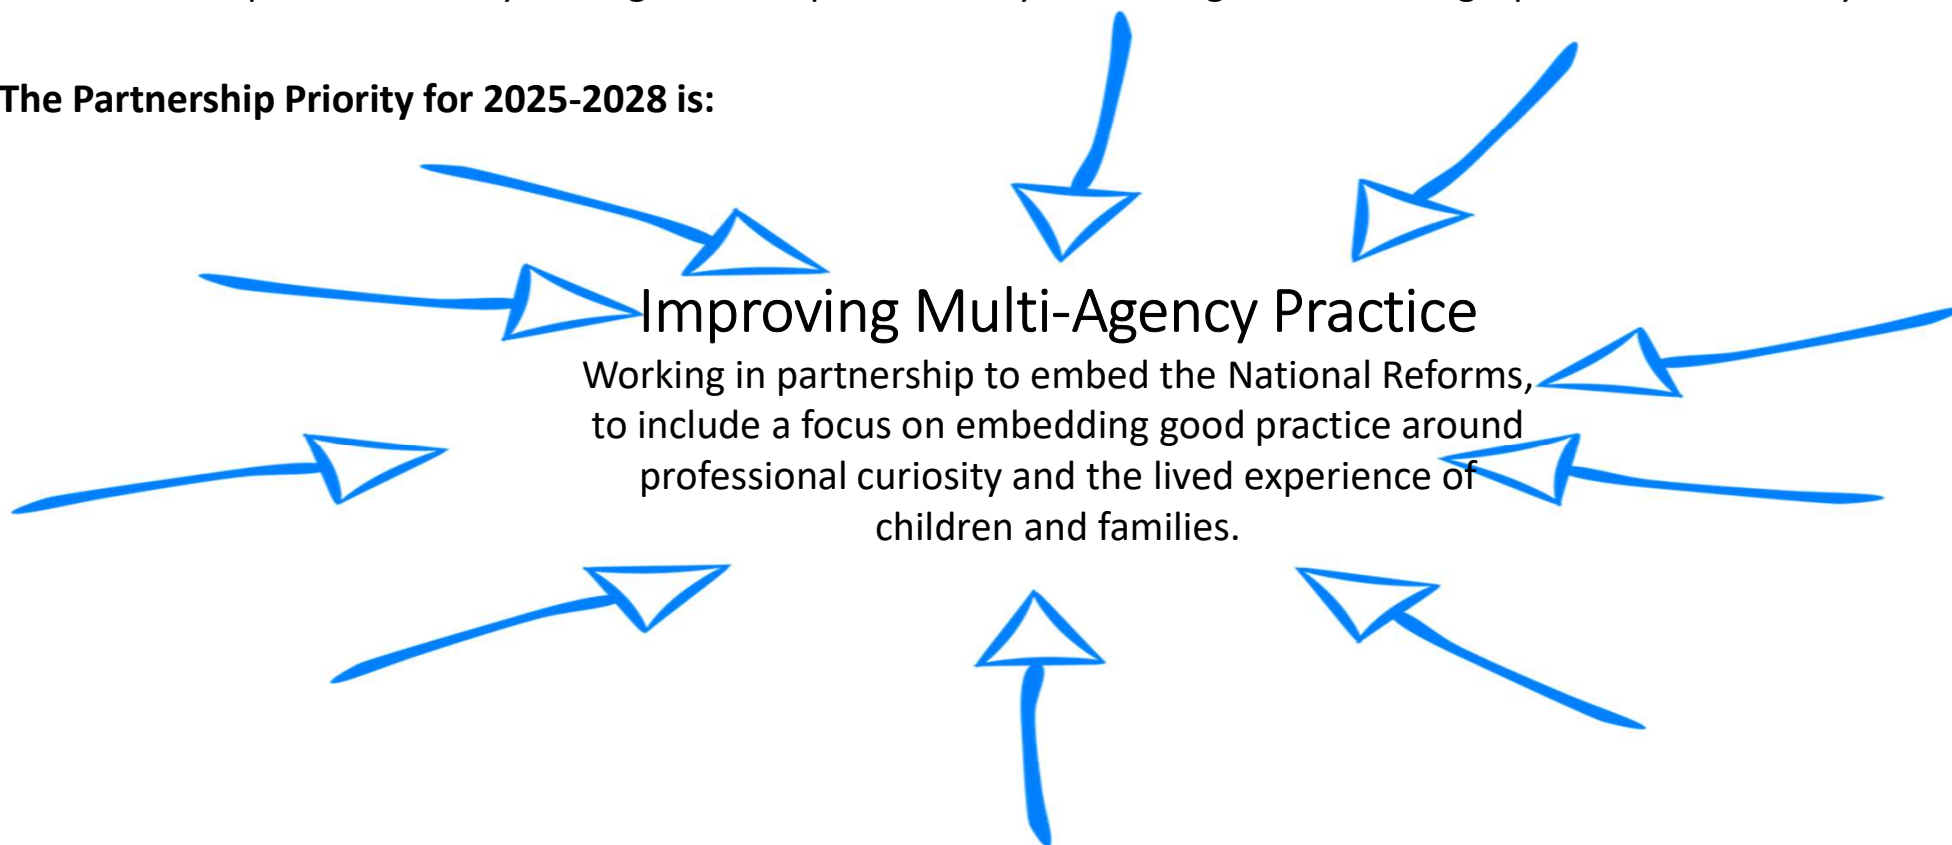 The Partnership Priority for 2025-2028 is:
Improving Multi-Agency Practice
Working in partnership to embed the National Reforms,
to include a focus on embedding good practice around
professional curiosity and the lived experience of
children and families.